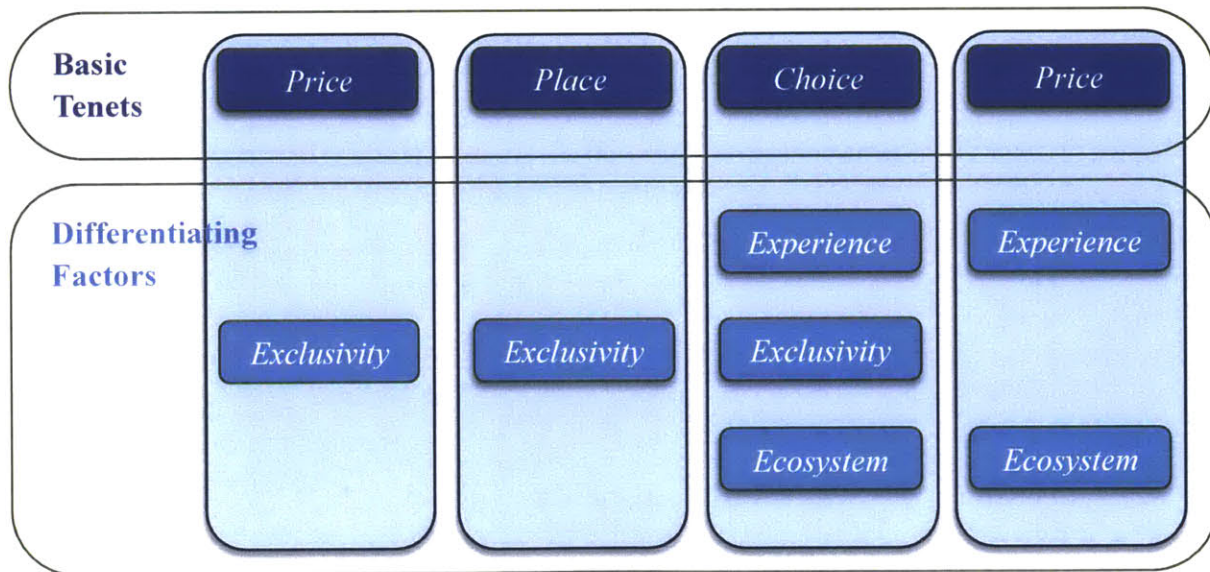 Basic
Tenets
Price
Place
Choice
Price
Differentiating
Factors
Experience
Experience
Exclusivity
Exclusivity
Exclusivity
Ecosystem
Ecosystem